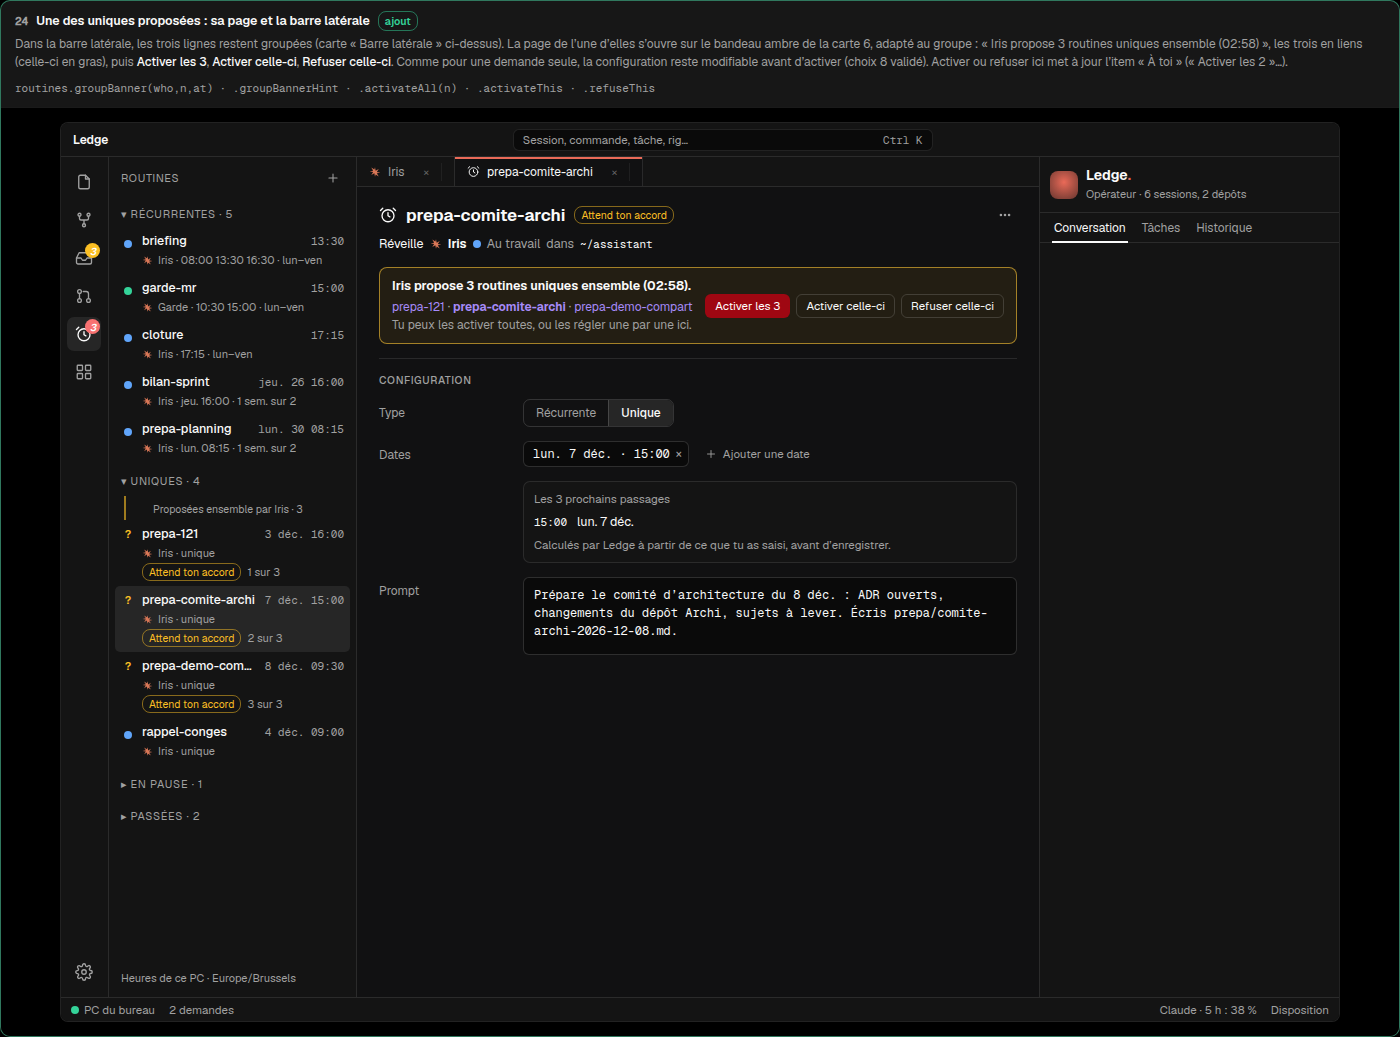 24 Une des uniques proposées : sa page et la barre latérale ajout
Dans la barre latérale, les trois lignes restent groupées (carte « Barre latérale » ci-dessus). La page de l'une d'elles s'ouvre sur le bandeau ambre de la carte 6, adapté au groupe : « Iris propose 3 routines uniques ensemble (02:58) », les trois en liens
(celle-ci en gras), puis Activer les 3, Activer celle-ci, Refuser celle-ci. Comme pour une demande seule, la configuration reste modifiable avant d'activer (choix 8 validé). Activer ou refuser ici met à jour l'item « À toi » (« Activer les 2 »…).
routines.groupBanner(who,n,at) · .groupBannerHint · .activateAll(n) · .activateThis · .refuseThis
Ledge
Session, commande, tâche, rig… Ctrl K
3
3
ROUTINES +
▾ RÉCURRENTES · 5
briefing 13:30
Iris · 08:00 13:30 16:30 · lun–ven
garde-mr 15:00
Garde · 10:30 15:00 · lun–ven
cloture 17:15
Iris · 17:15 · lun–ven
bilan-sprint jeu. 26 16:00
Iris · jeu. 16:00 · 1 sem. sur 2
prepa-planning lun. 30 08:15
Iris · lun. 08:15 · 1 sem. sur 2
▾ UNIQUES · 4
Proposées ensemble par Iris · 3
? prepa-121 3 déc. 16:00
Iris · unique
Attend ton accord 1 sur 3
? prepa-comite-archi 7 déc. 15:00
Iris · unique
Attend ton accord 2 sur 3
? prepa-demo-com… 8 déc. 09:30
Iris · unique
Attend ton accord 3 sur 3
rappel-conges 4 déc. 09:00
Iris · unique
▸ EN PAUSE · 1
▸ PASSÉES · 2
Heures de ce PC · Europe/Brussels
Iris ×
prepa-comite-archi ×
prepa-comite-archi Attend ton accord ···
Réveille Iris Au travail dans ~/assistant
Iris propose 3 routines uniques ensemble (02:58).
prepa-121 · prepa-comite-archi · prepa-demo-compart
Tu peux les activer toutes, ou les régler une par une ici.
Activer les 3 Activer celle-ci Refuser celle-ci
CONFIGURATION
Type Récurrente Unique
Dates lun. 7 déc. · 15:00 × + Ajouter une date
Les 3 prochains passages
15:00 lun. 7 déc.
Calculés par Ledge à partir de ce que tu as saisi, avant d'enregistrer.
Prompt
Prépare le comité d'architecture du 8 déc. : ADR ouverts,
changements du dépôt Archi, sujets à lever. Écris prepa/comite-
archi-2026-12-08.md.
Ledge.
Opérateur · 6 sessions, 2 dépôts
Conversation Tâches Historique
PC du bureau 2 demandes
Claude · 5 h : 38 % Disposition